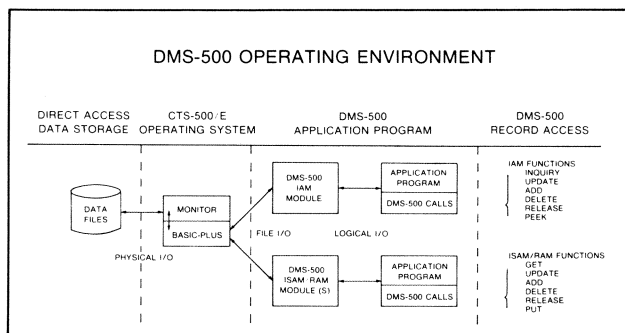 DMS-500 OPERATING ENVIRONMENT
DIRECT ACCESS
DATA STORAGE
CTS-500/E
OPERATING SYSTEM
DMS-500
APPLICATION PROGRAM
DMS-500
RECORD ACCESS
DATA
FILES
PHYSICAL I/O
MONITOR
BASIC-PLUS
FILE I/O
DMS-500
IAM
MODULE
LOGICAL I/O
APPLICATION
PROGRAM
DMS-500 CALLS
DMS-500
ISAM/RAM
MODULE (S)
APPLICATION
PROGRAM
DMS-500 CALLS
IAM FUNCTIONS
INQUIRY
UPDATE
ADD
DELETE
RELEASE
PEEK
ISAM/RAM FUNCTIONS
GET
UPDATE
ADD
DELETE
RELEASE
PUT